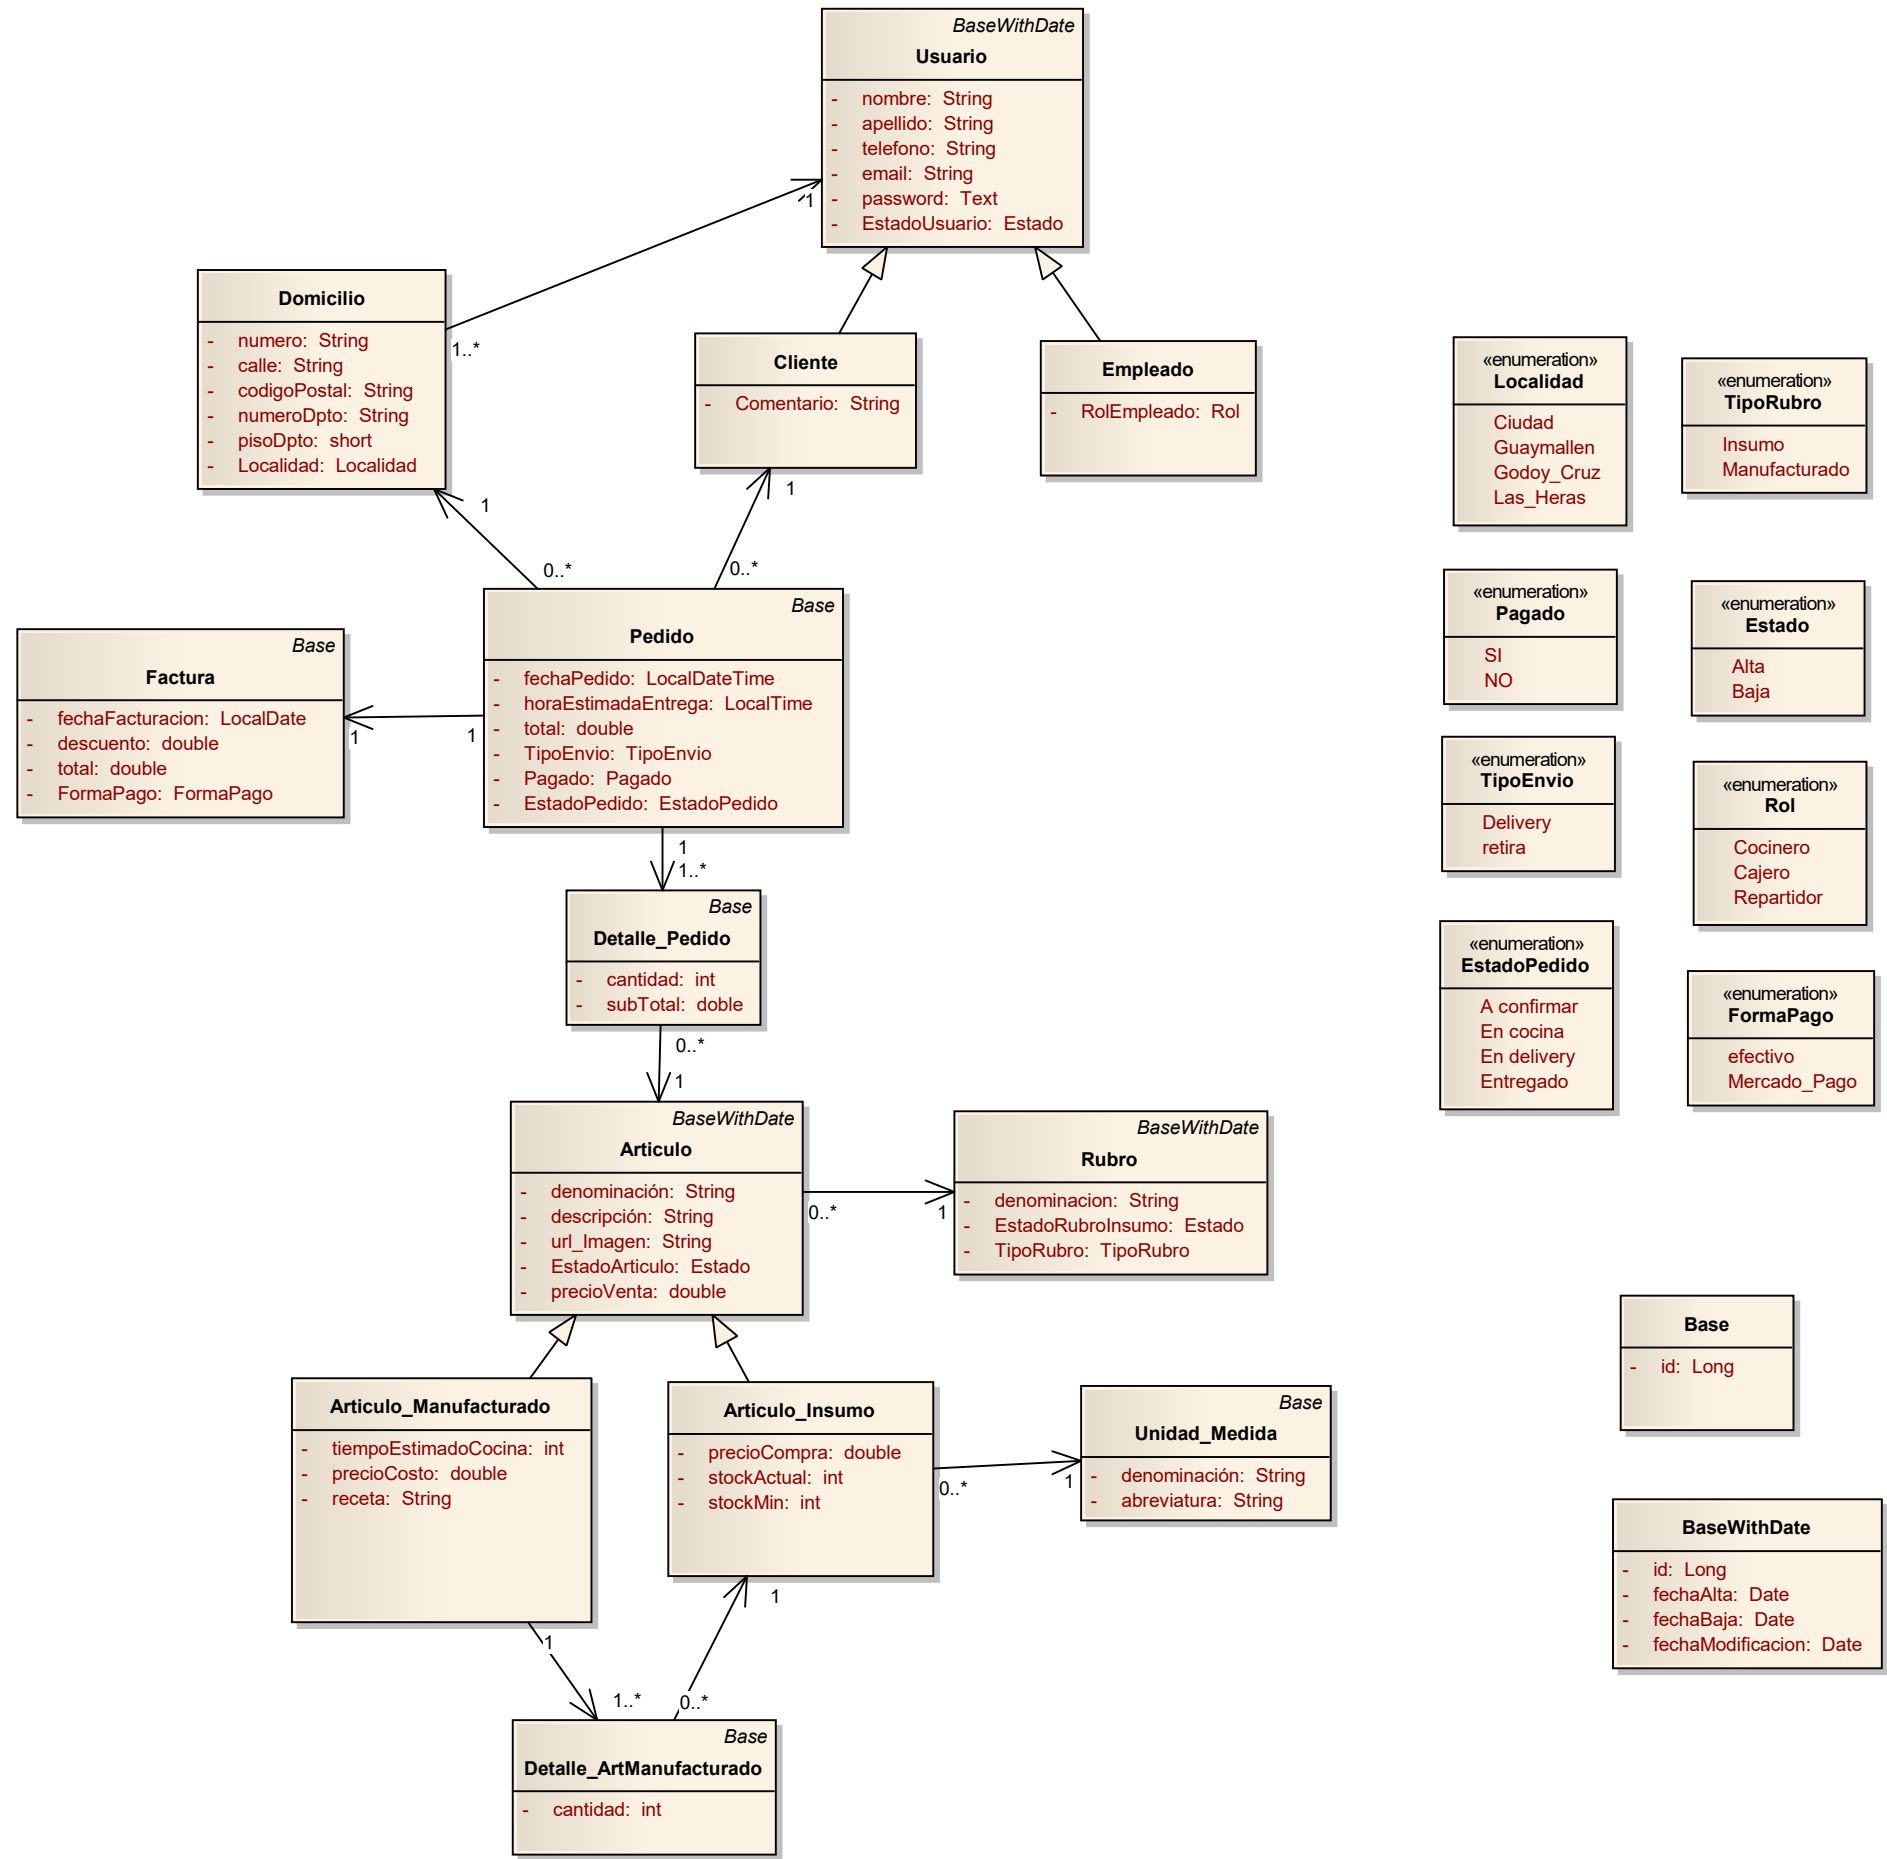 BaseWithDate
Usuario
- nombre: String
- apellido: String
- telefono: String
- email: String
- password: Text
- EstadoUsuario: Estado
1
Domicilio
- numero: String
- calle: String
- codigoPostal: String
- numeroDpto: String
- pisoDpto: short
- Localidad: Localidad
1..*
1
Cliente
- Comentario: String
1
Empleado
- RolEmpleado: Rol
0..*
0..*
Base
Pedido
- fechaPedido: LocalDateTime
- horaEstimadaEntrega: LocalTime
- total: double
- TipoEnvio: TipoEnvio
- Pagado: Pagado
- EstadoPedido: EstadoPedido
Base
Factura
- fechaFacturacion: LocalDate
- descuento: double
- total: double
- FormaPago: FormaPago
1
1
1
1..*
Base
Detalle_Pedido
- cantidad: int
- subTotal: doble
0..*
1
BaseWithDate
Articulo
- denominación: String
- descripción: String
- url_Imagen: String
- EstadoArticulo: Estado
- precioVenta: double
0..*
1
BaseWithDate
Rubro
- denominacion: String
- EstadoRubroInsumo: Estado
- TipoRubro: TipoRubro
Articulo_Manufacturado
- tiempoEstimadoCocina: int
- precioCosto: double
- receta: String
1
Articulo_Insumo
- precioCompra: double
- stockActual: int
- stockMin: int
0..*
1
1
Base
Unidad_Medida
- denominación: String
- abreviatura: String
1..*
0..*
Base
Detalle_ArtManufacturado
- cantidad: int
«enumeration»
Localidad
Ciudad
Guaymallen
Godoy_Cruz
Las_Heras
«enumeration»
TipoRubro
Insumo
Manufacturado
«enumeration»
Pagado
SI
NO
«enumeration»
Estado
Alta
Baja
«enumeration»
TipoEnvio
Delivery
retira
«enumeration»
Rol
Cocinero
Cajero
Repartidor
«enumeration»
EstadoPedido
A confirmar
En cocina
En delivery
Entregado
«enumeration»
FormaPago
efectivo
Mercado_Pago
Base
- id: Long
BaseWithDate
- id: Long
- fechaAlta: Date
- fechaBaja: Date
- fechaModificacion: Date